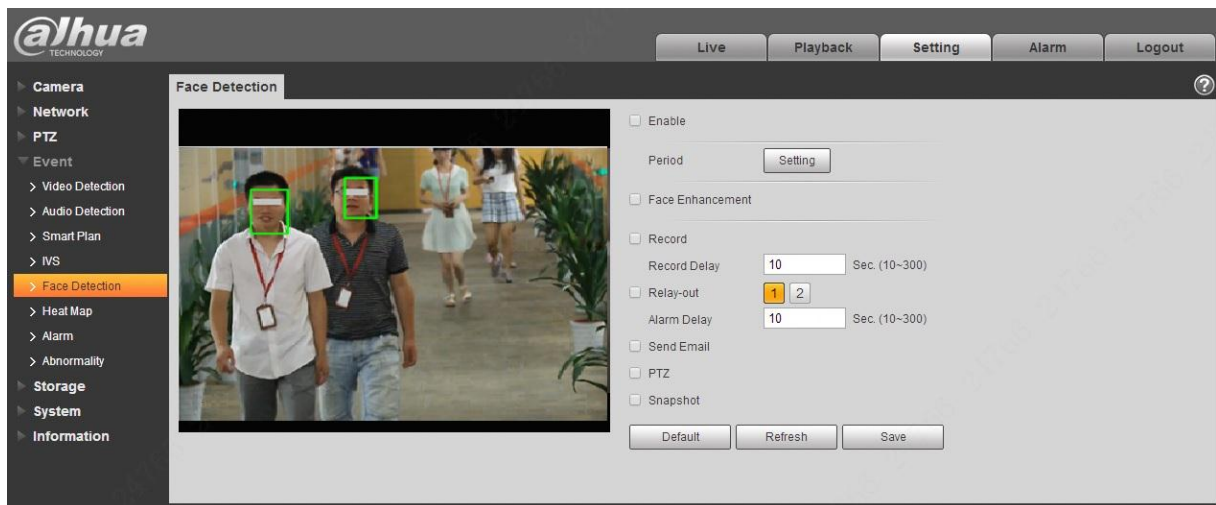 alhua
TECHNOLOGY
Live
Playback
Setting
Alarm
Logout
Camera
Network
PTZ
Event
Video Detection
Audio Detection
Smart Plan
IVS
Face Detection
Heat Map
Alarm
Abnormality
Storage
System
Information
Face Detection
?
Enable
Period Setting
Face Enhancement
Record
Record Delay 10 Sec. (10~300)
Relay-out 1 2
Alarm Delay 10 Sec. (10~300)
Send Email
PTZ
Snapshot
Default Refresh Save